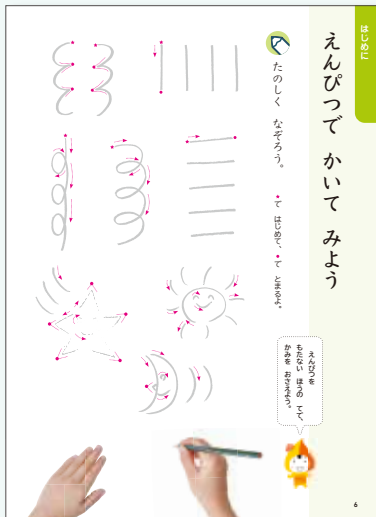 はじめに
えんぴつで かいて みよう
たのしく なぞろう。
●で はじめて、●で とまるよ。
えんぴつを
もたない ほうの てで、
かみを おさえよう。
6